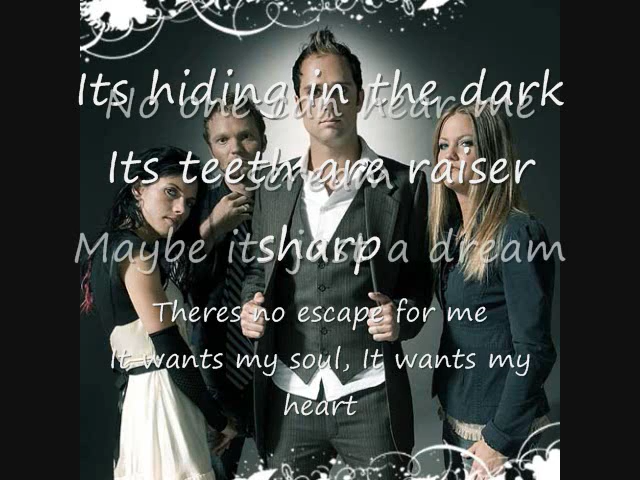 Its hiding in the dark
No one can hear me
Its teeth are raiser
scream
sharp
Maybe its just a dream
Theres no escape for me
It wants my soul, It wants my
heart